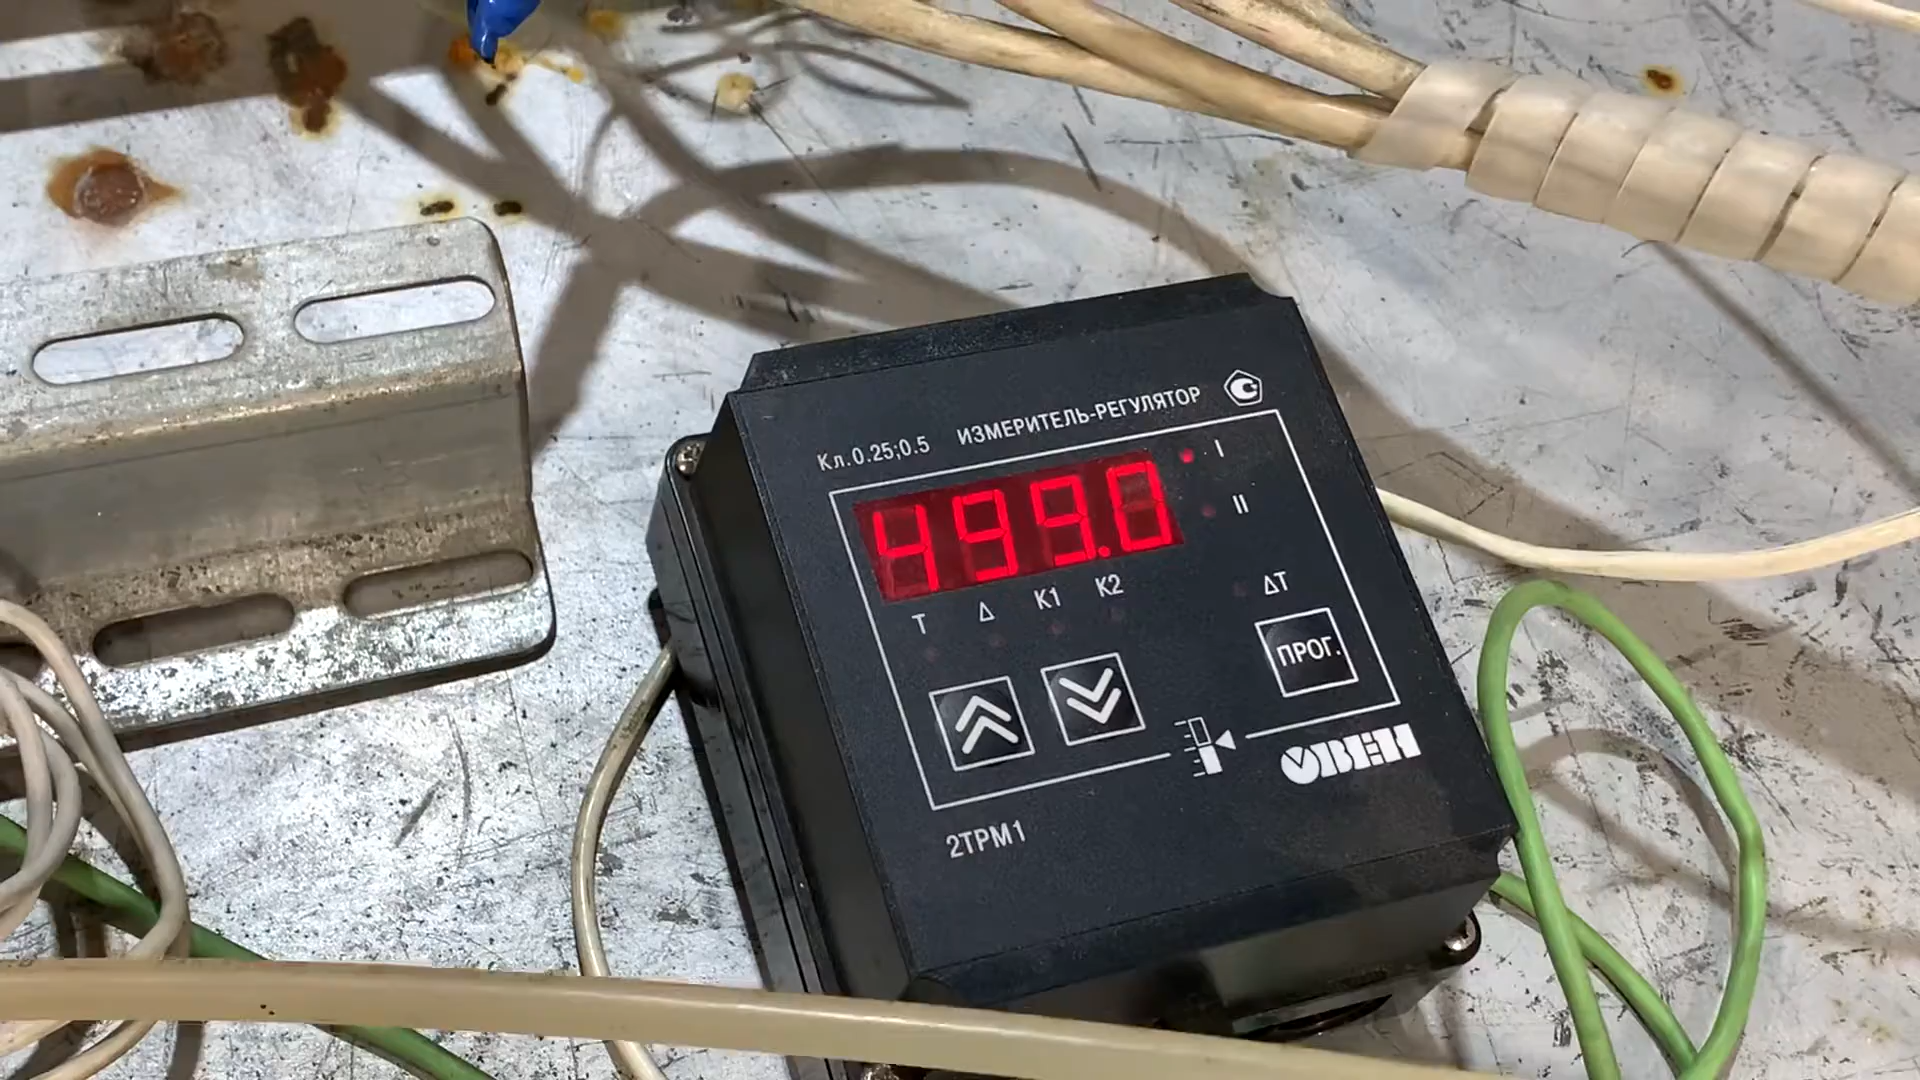 Кл.0.25;0.5 ИЗМЕРИТЕЛЬ-РЕГУЛЯТОР
499.0
I
II
T Δ K1 K2 ΔT
ПРОГ.
ОВЕН
2ТРМ1